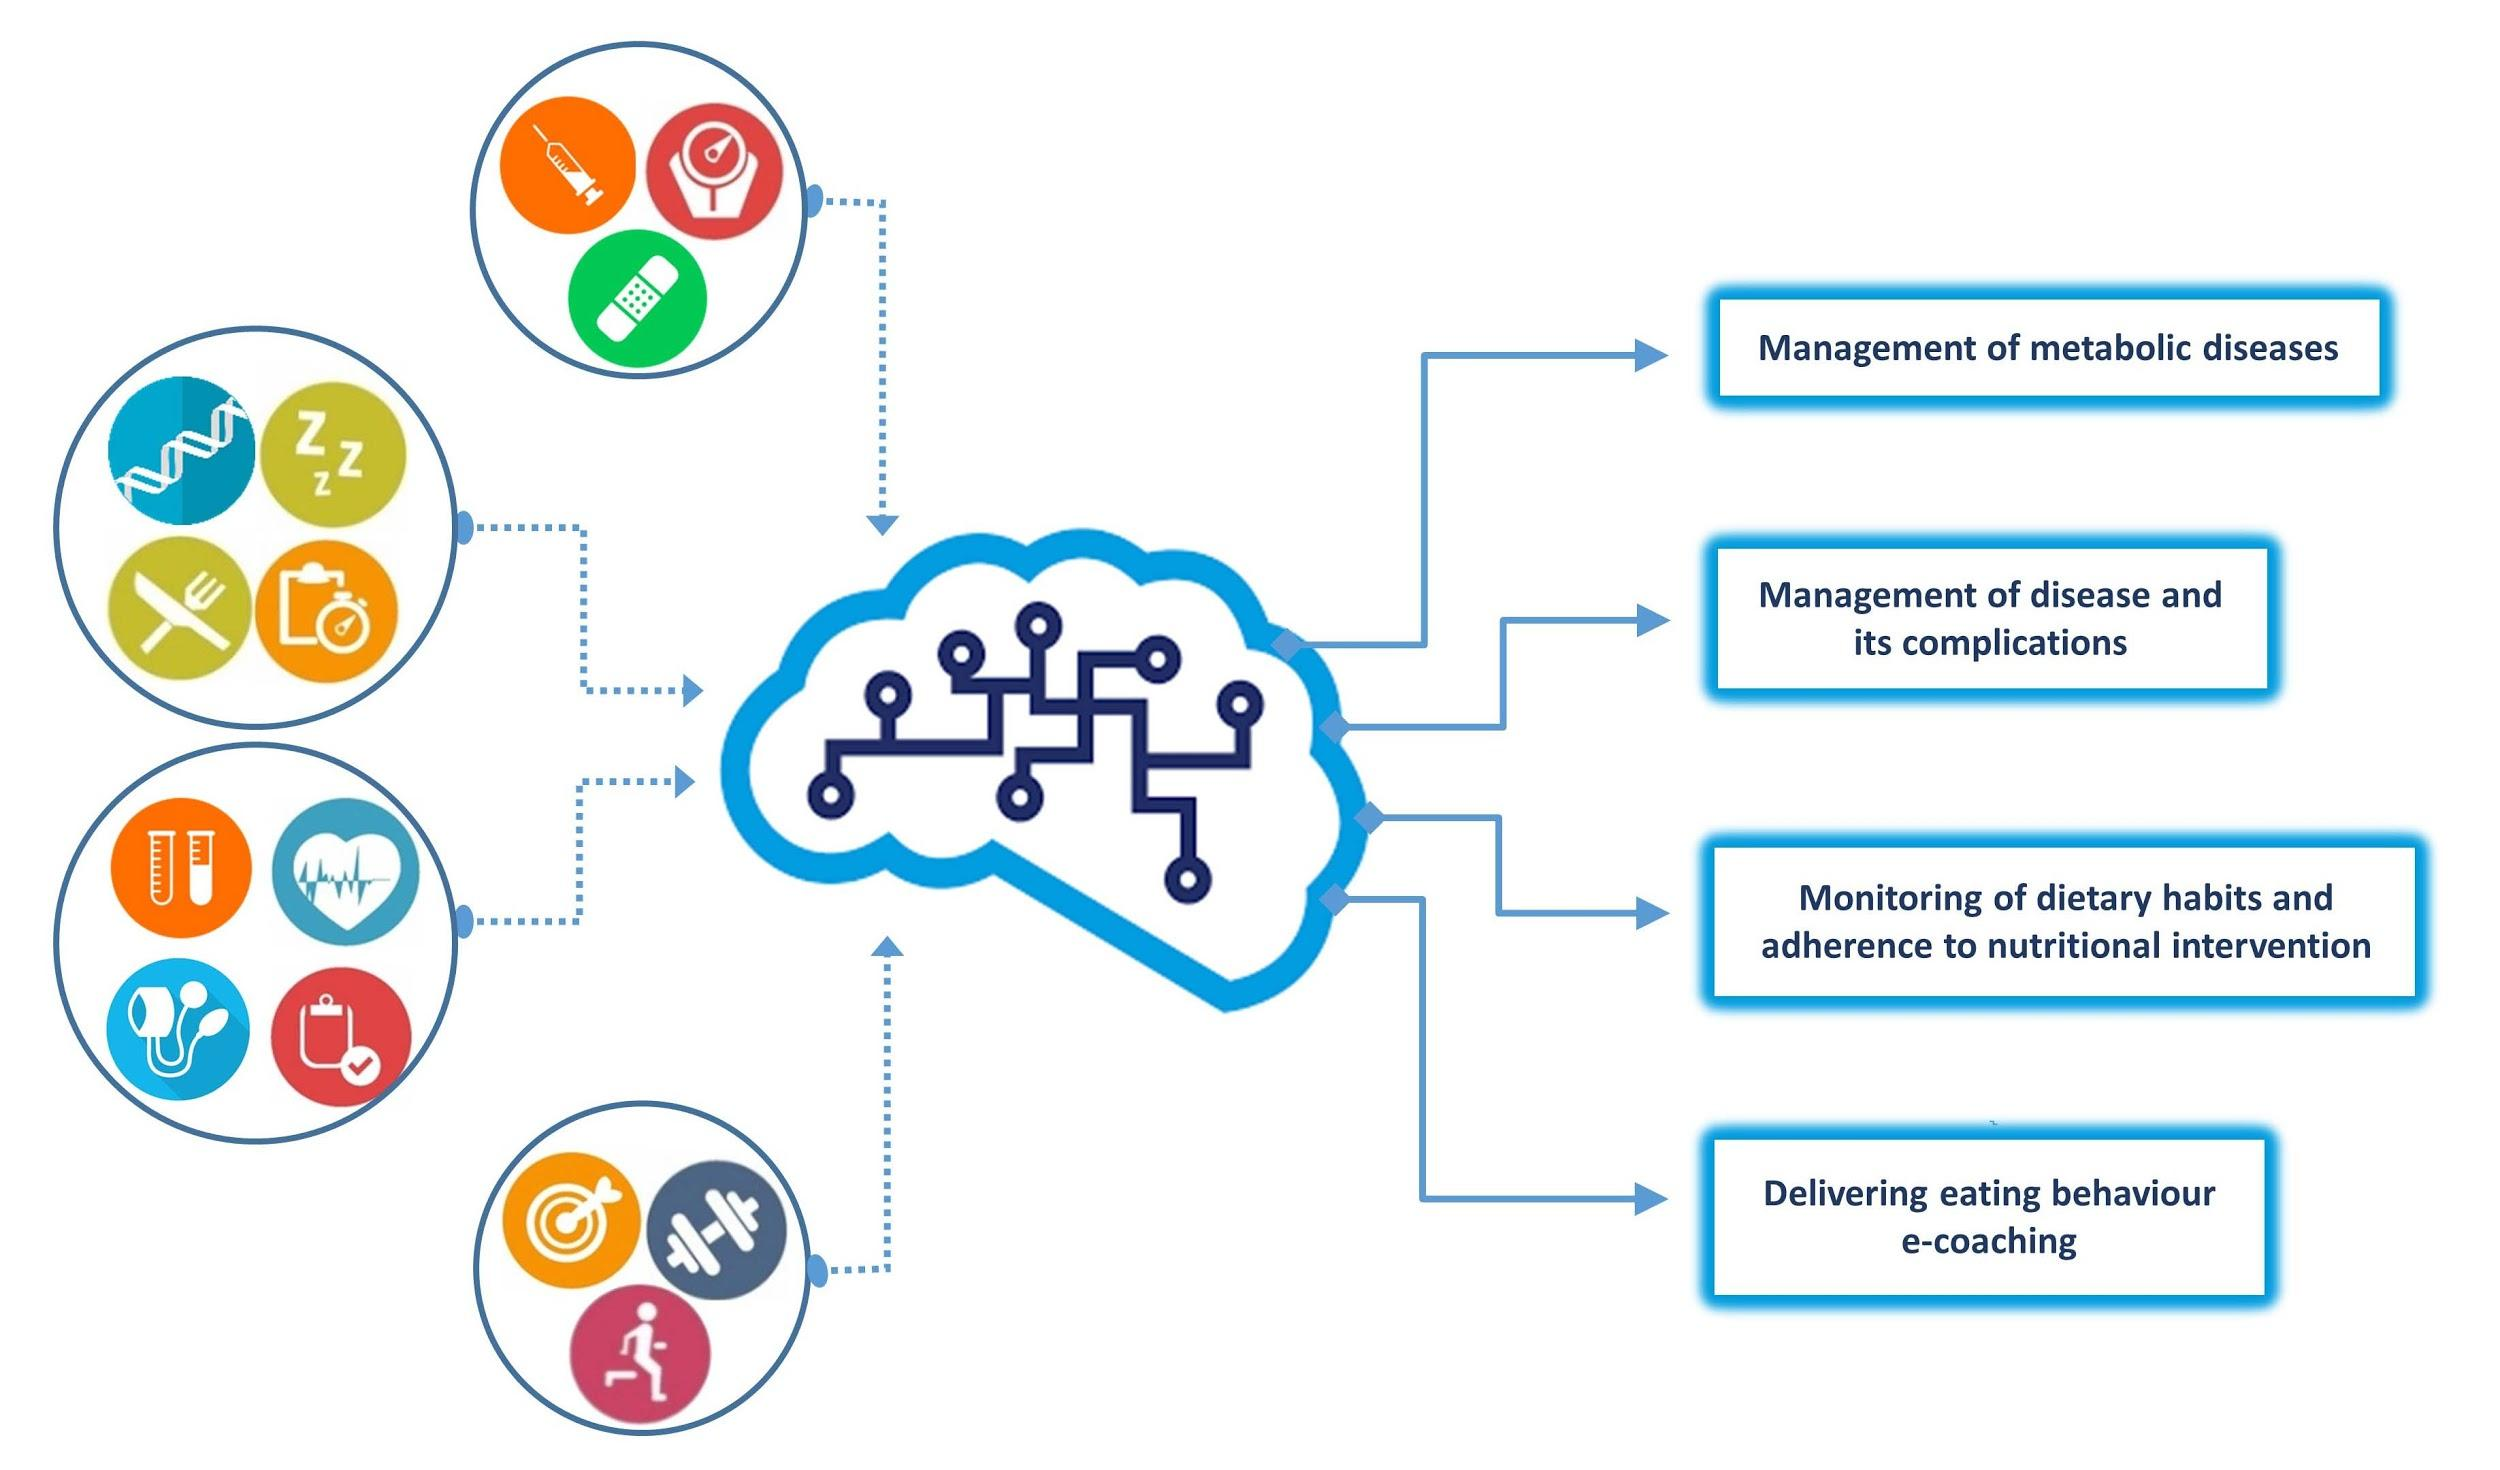 Z
Z
Z
Management of metabolic diseases
Management of disease and
its complications
Monitoring of dietary habits and
adherence to nutritional intervention
Delivering eating behaviour
e-coaching